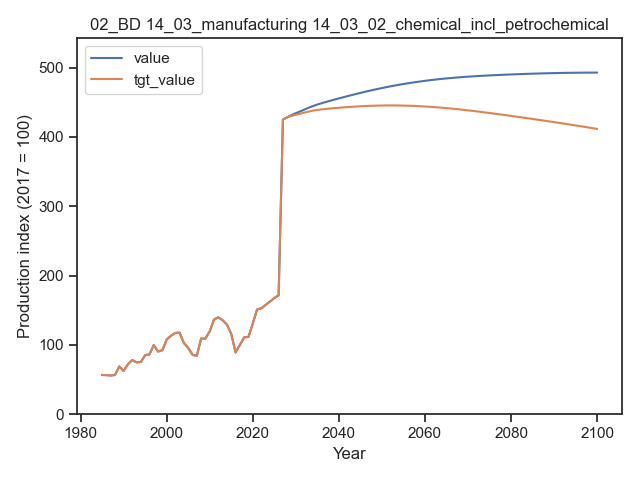 02_BD 14_03_manufacturing 14_03_02_chemical_incl_petrochemical
value
tgt_value
Production index (2017 = 100)
500
400
300
200
100
0
1980
2000
2020
2040
2060
2080
2100
Year